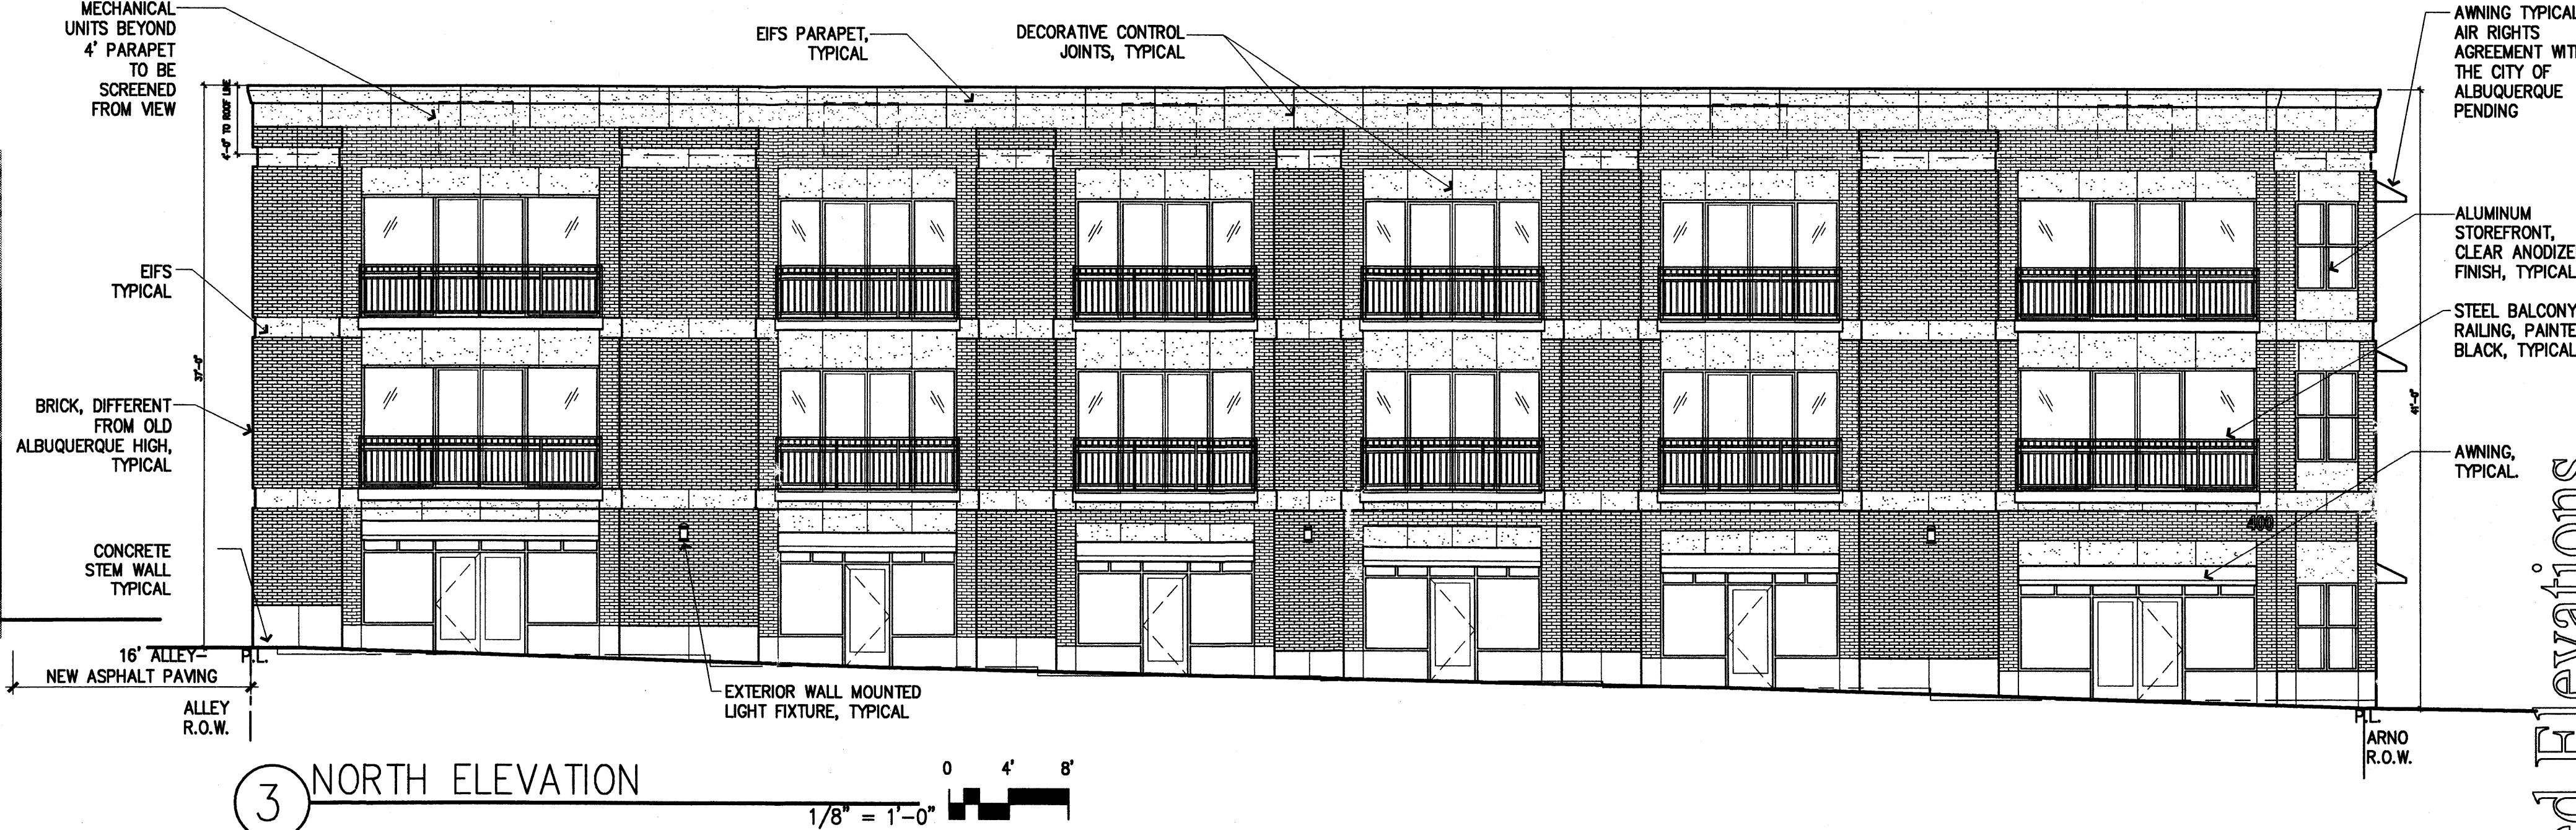 MECHANICAL
UNITS BEYOND
4' PARAPET
TO BE
SCREENED
FROM VIEW
4'-0" TO ROOF LINE
EIFS PARAPET,
TYPICAL
DECORATIVE CONTROL
JOINTS, TYPICAL
AWNING TYPICAL
AIR RIGHTS
AGREEMENT WIT
THE CITY OF
ALBUQUERQUE
PENDING
ALUMINUM
STOREFRONT,
CLEAR ANODIZE
FINISH, TYPICAL
STEEL BALCONY
RAILING, PAINTE
BLACK, TYPICAL
AWNING,
TYPICAL.
EIFS
TYPICAL
37'-0"
41'-0"
BRICK, DIFFERENT
FROM OLD
ALBUQUERQUE HIGH,
TYPICAL
CONCRETE
STEM WALL
TYPICAL
400
16' ALLEY-
NEW ASPHALT PAVING
P.L.
ALLEY
R.O.W.
EXTERIOR WALL MOUNTED
LIGHT FIXTURE, TYPICAL
P.L.
ARNO
R.O.W.
3 NORTH ELEVATION
1/8" = 1'-0"
0 4' 8'
ed Elevations